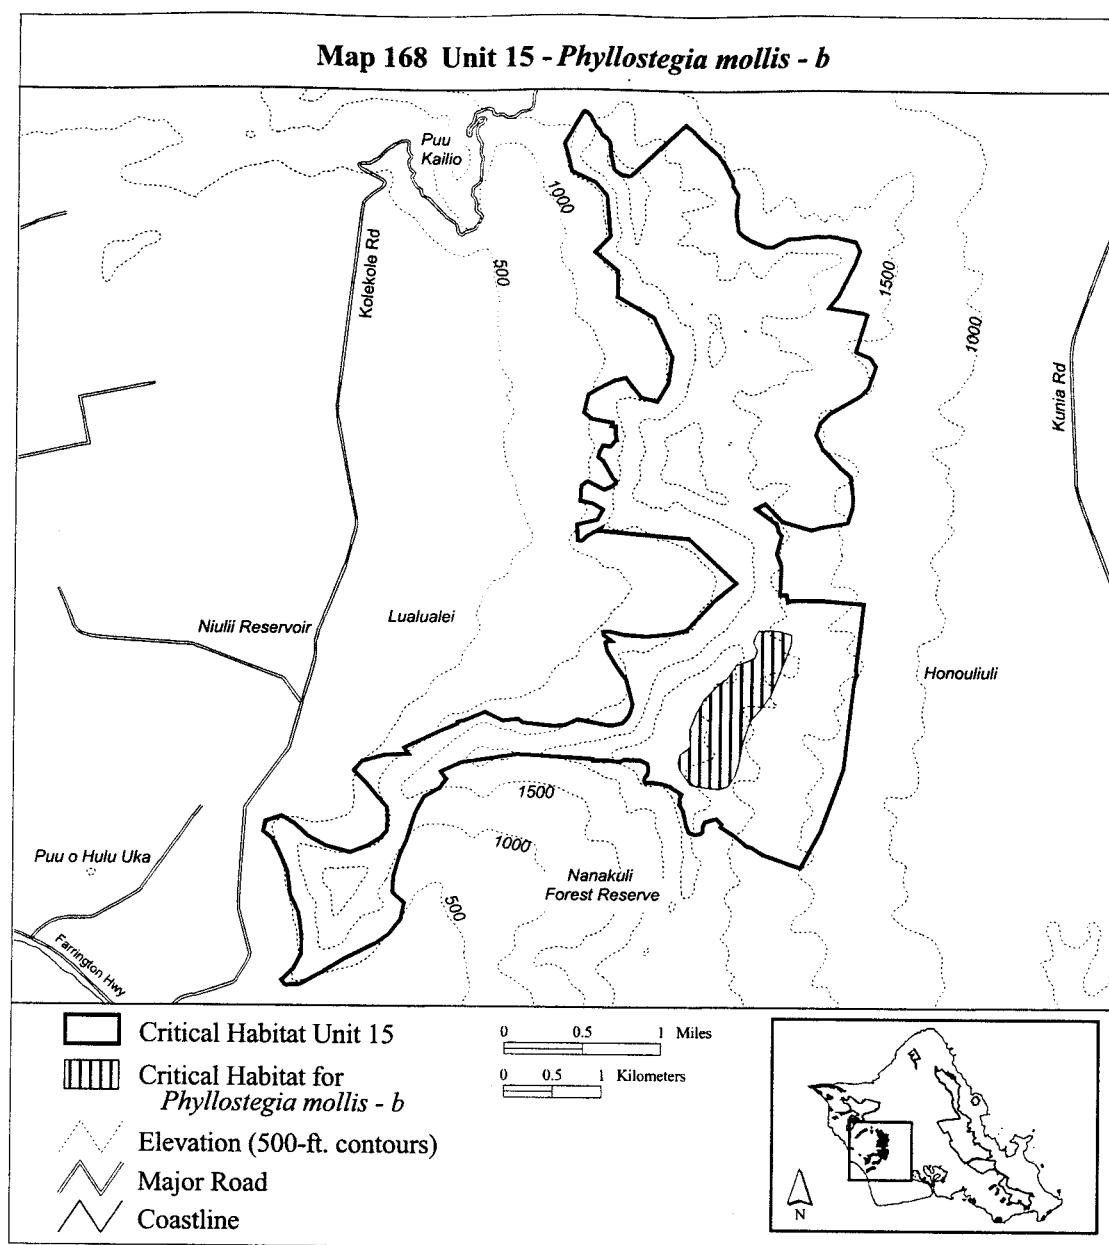 Map 168 Unit 15 - Phyllostegia mollis - b
Puu
Kailio
1000
Kolekole Rd
500
1500
1000
Kunia Rd
Niulii Reservoir
Lualualei
Honouliuli
1500
1000
Puu o Hulu Uka
Nanakuli
Forest Reserve
500
Farrington Hwy
Critical Habitat Unit 15
Critical Habitat for
Phyllostegia mollis - b
Elevation (500-ft. contours)
Major Road
Coastline
0 0.5 1 Miles
0 0.5 1 Kilometers
N